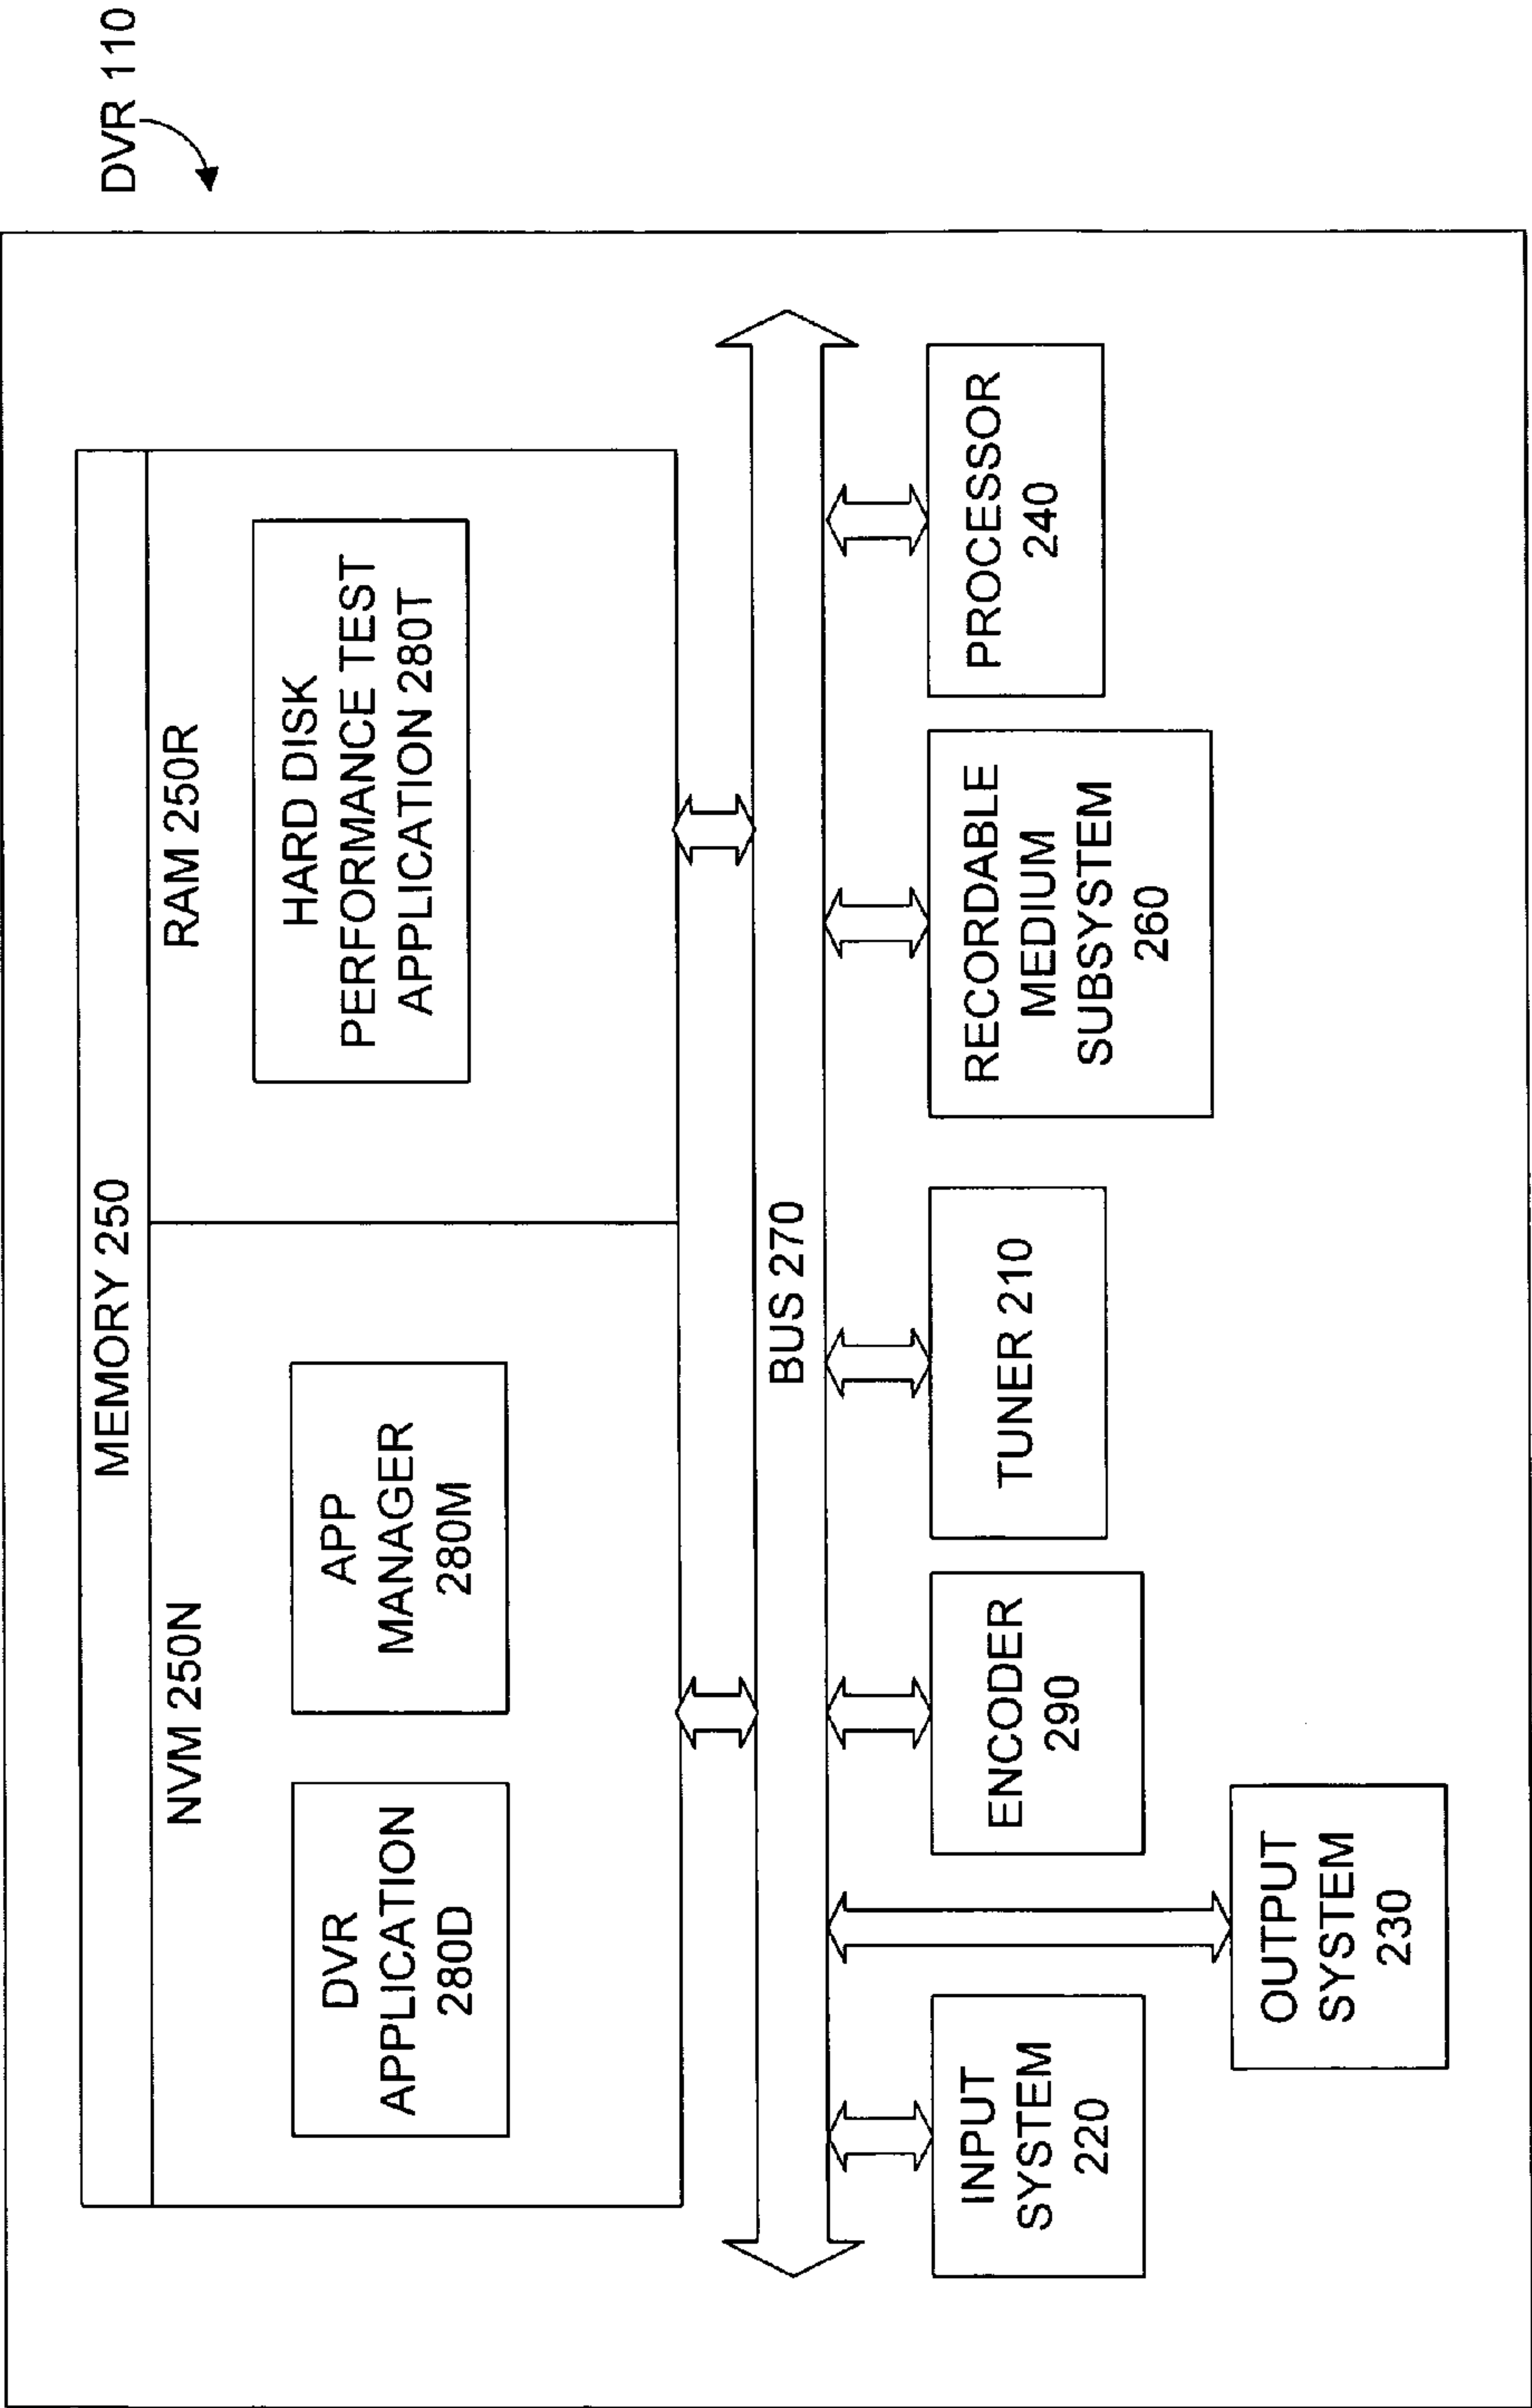 DVR 110
MEMORY 250
NVM 250N
RAM 250R
DVR
APPLICATION
280D
APP
MANAGER
280M
HARD DISK
PERFORMANCE TEST
APPLICATION 280T
BUS 270
INPUT
SYSTEM
220
OUTPUT
SYSTEM
230
ENCODER
290
TUNER 210
RECORDABLE
MEDIUM
SUBSYSTEM
260
PROCESSOR
240